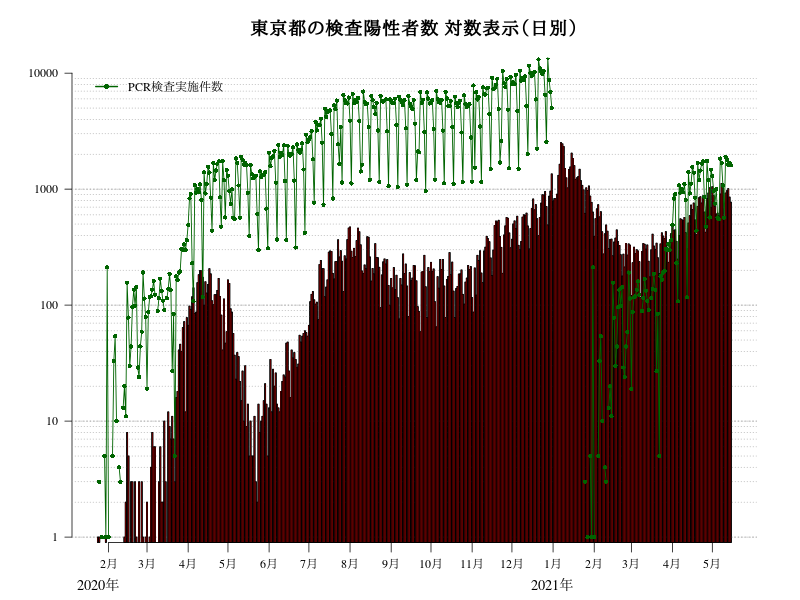 東京都の検査陽性者数 対数表示(日別)
PCR検査実施件数
10000
1000
100
10
1
2月 3月 4月 5月 6月 7月 8月 9月 10月 11月 12月 1月 2月 3月 4月 5月
2020年 2021年